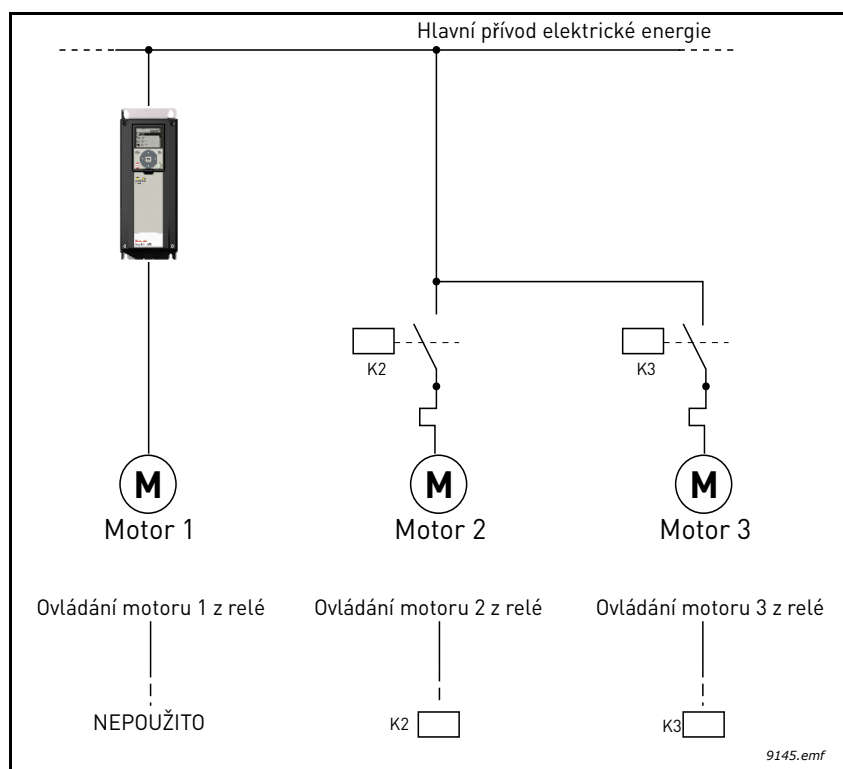 Hlavní přívod elektrické energie
K2
K3
M
M
M
Motor 1
Motor 2
Motor 3
Ovládání motoru 1 z relé
Ovládání motoru 2 z relé
Ovládání motoru 3 z relé
NEPOUŽITO
K2
K3
9145.emf